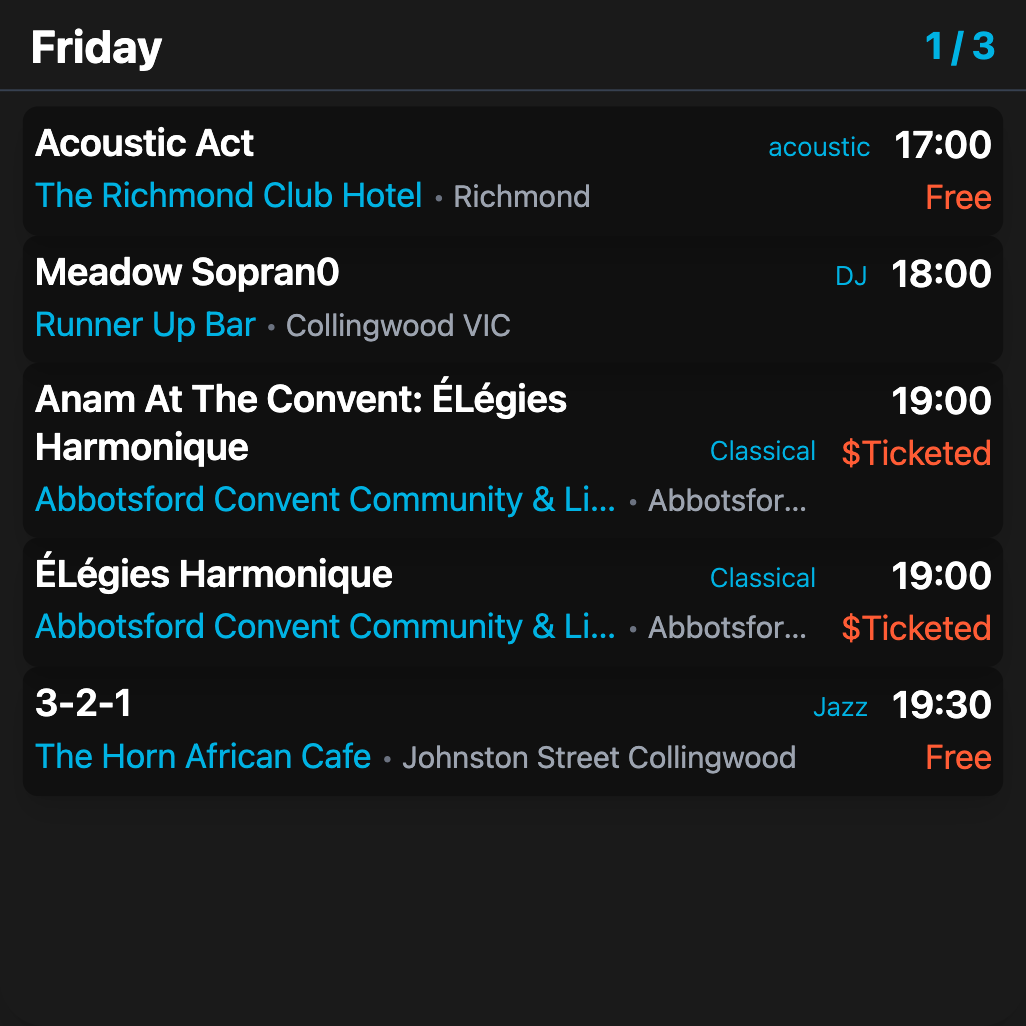 Friday 1 / 3
Acoustic Act acoustic 17:00
The Richmond Club Hotel • Richmond Free
Meadow Sopran0 DJ 18:00
Runner Up Bar • Collingwood VIC
Anam At The Convent: ÉLégies 19:00
Harmonique Classical $Ticketed
Abbotsford Convent Community & Li... • Abbotsfor...
ÉLégies Harmonique Classical 19:00
Abbotsford Convent Community & Li... • Abbotsfor... $Ticketed
3-2-1 Jazz 19:30
The Horn African Cafe • Johnston Street Collingwood Free